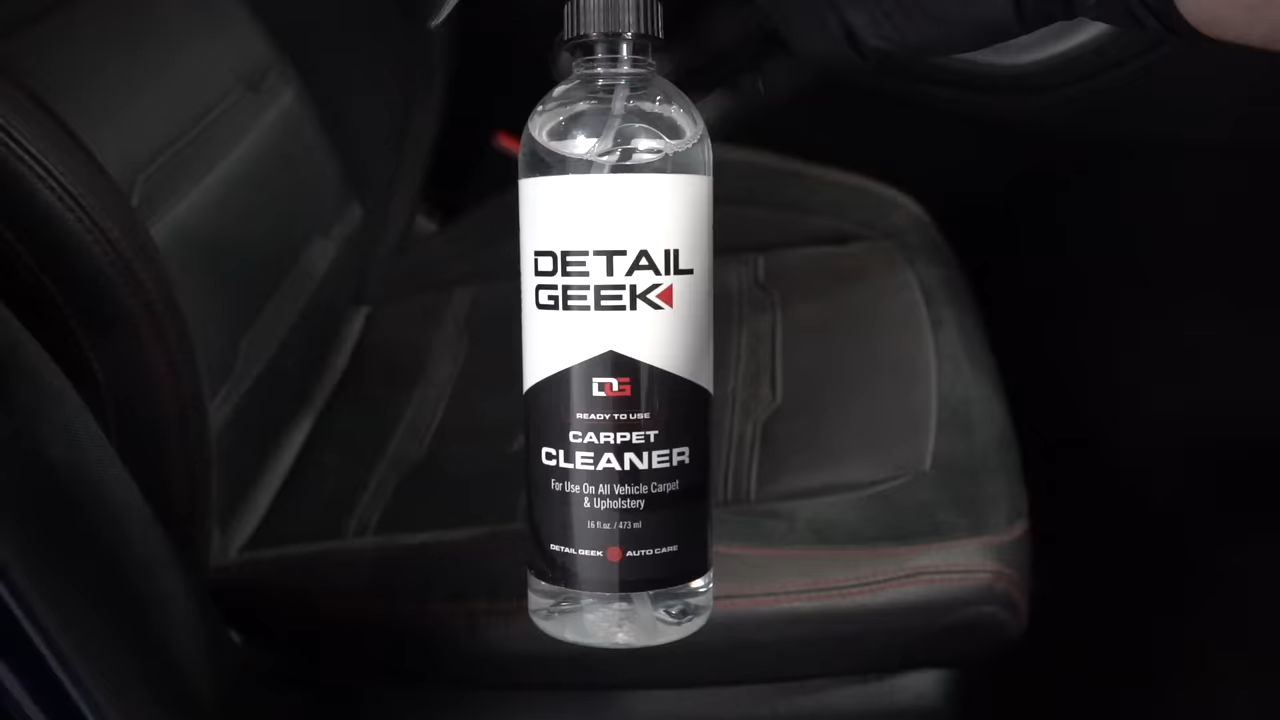 DETAIL
GEEK
DG
READY TO USE
CARPET
CLEANER
For Use On All Vehicle Carpet
& Upholstery
16 fl.oz. / 473 ml
DETAIL GEEK AUTO CARE